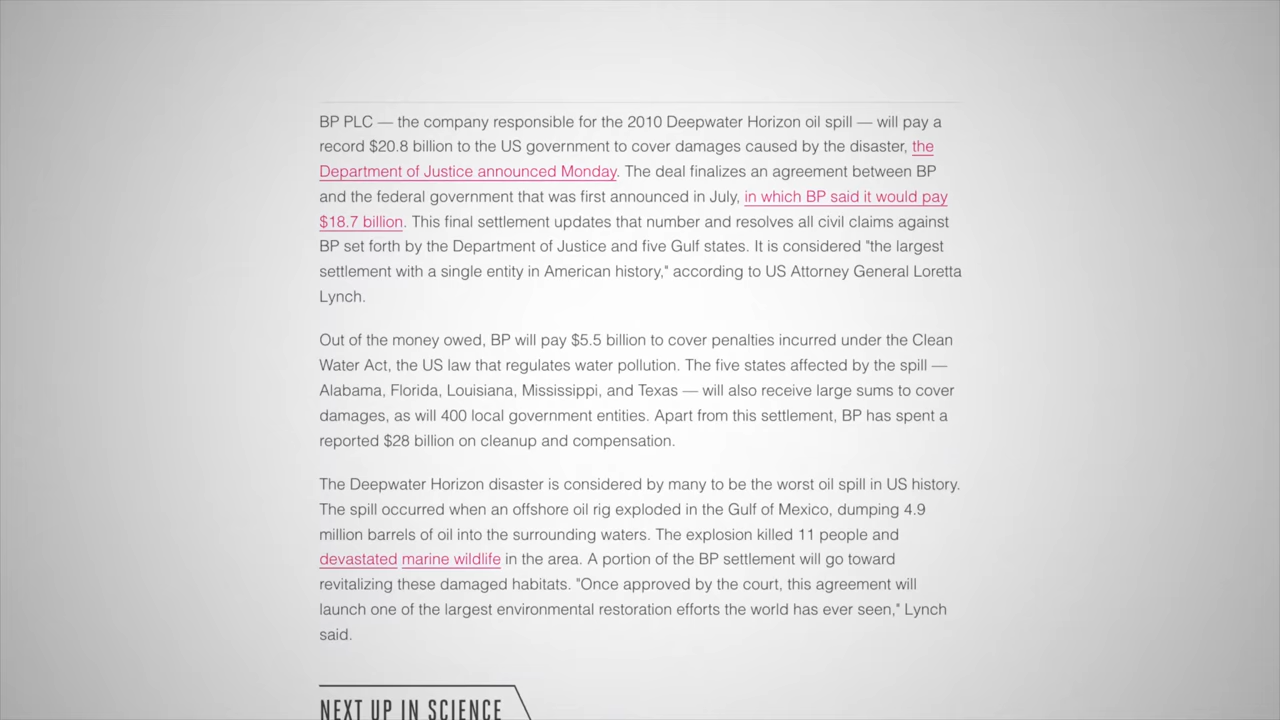 BP PLC — the company responsible for the 2010 Deepwater Horizon oil spill — will pay a
record $20.8 billion to the US government to cover damages caused by the disaster, the
Department of Justice announced Monday. The deal finalizes an agreement between BP
and the federal government that was first announced in July, in which BP said it would pay
$18.7 billion. This final settlement updates that number and resolves all civil claims against
BP set forth by the Department of Justice and five Gulf states. It is considered "the largest
settlement with a single entity in American history," according to US Attorney General Loretta
Lynch.
Out of the money owed, BP will pay $5.5 billion to cover penalties incurred under the Clean
Water Act, the US law that regulates water pollution. The five states affected by the spill —
Alabama, Florida, Louisiana, Mississippi, and Texas — will also receive large sums to cover
damages, as will 400 local government entities. Apart from this settlement, BP has spent a
reported $28 billion on cleanup and compensation.
The Deepwater Horizon disaster is considered by many to be the worst oil spill in US history.
The spill occurred when an offshore oil rig exploded in the Gulf of Mexico, dumping 4.9
million barrels of oil into the surrounding waters. The explosion killed 11 people and
devastated marine wildlife in the area. A portion of the BP settlement will go toward
revitalizing these damaged habitats. "Once approved by the court, this agreement will
launch one of the largest environmental restoration efforts the world has ever seen," Lynch
said.
NEXT UP IN SCIENCE